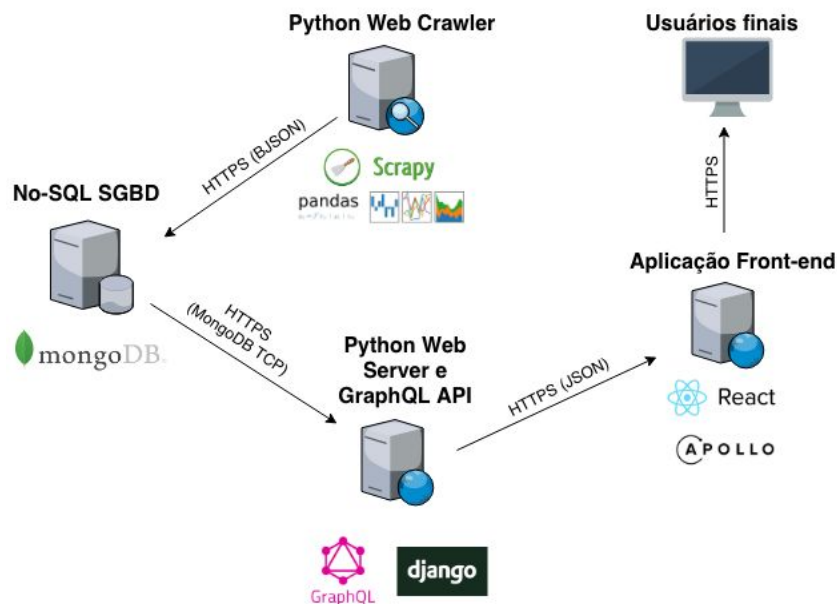 Python Web Crawler
Usuários finais
HTTPS (BJSON)
Scrapy
pandas
HTTPS
No-SQL SGBD
Aplicação Front-end
mongoDB.
HTTPS
(MongoDB TCP)
Python Web
Server e
GraphQL API
HTTPS (JSON)
React
APOLLO
GraphQL
django